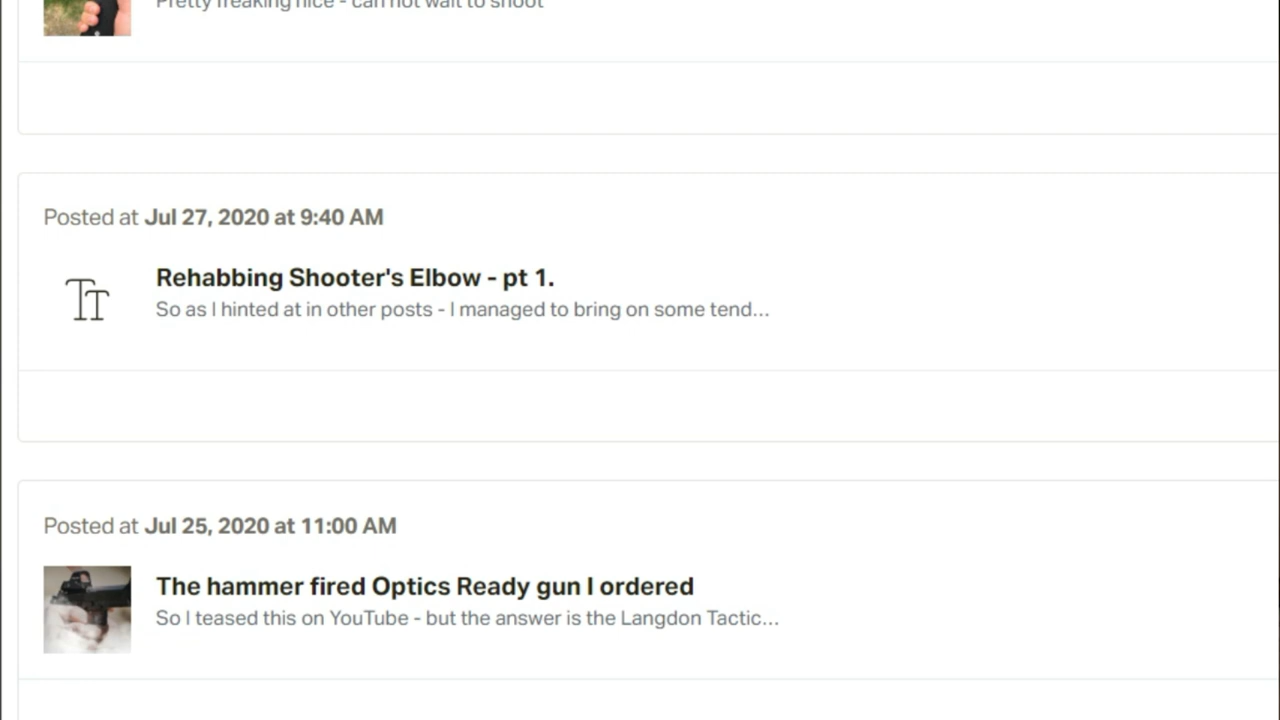 Pretty freaking nice - can not wait to shoot
Posted at Jul 27, 2020 at 9:40 AM
TT
Rehabbing Shooter's Elbow - pt 1.
So as I hinted at in other posts - I managed to bring on some tend...
Posted at Jul 25, 2020 at 11:00 AM
The hammer fired Optics Ready gun I ordered
So I teased this on YouTube - but the answer is the Langdon Tactic...